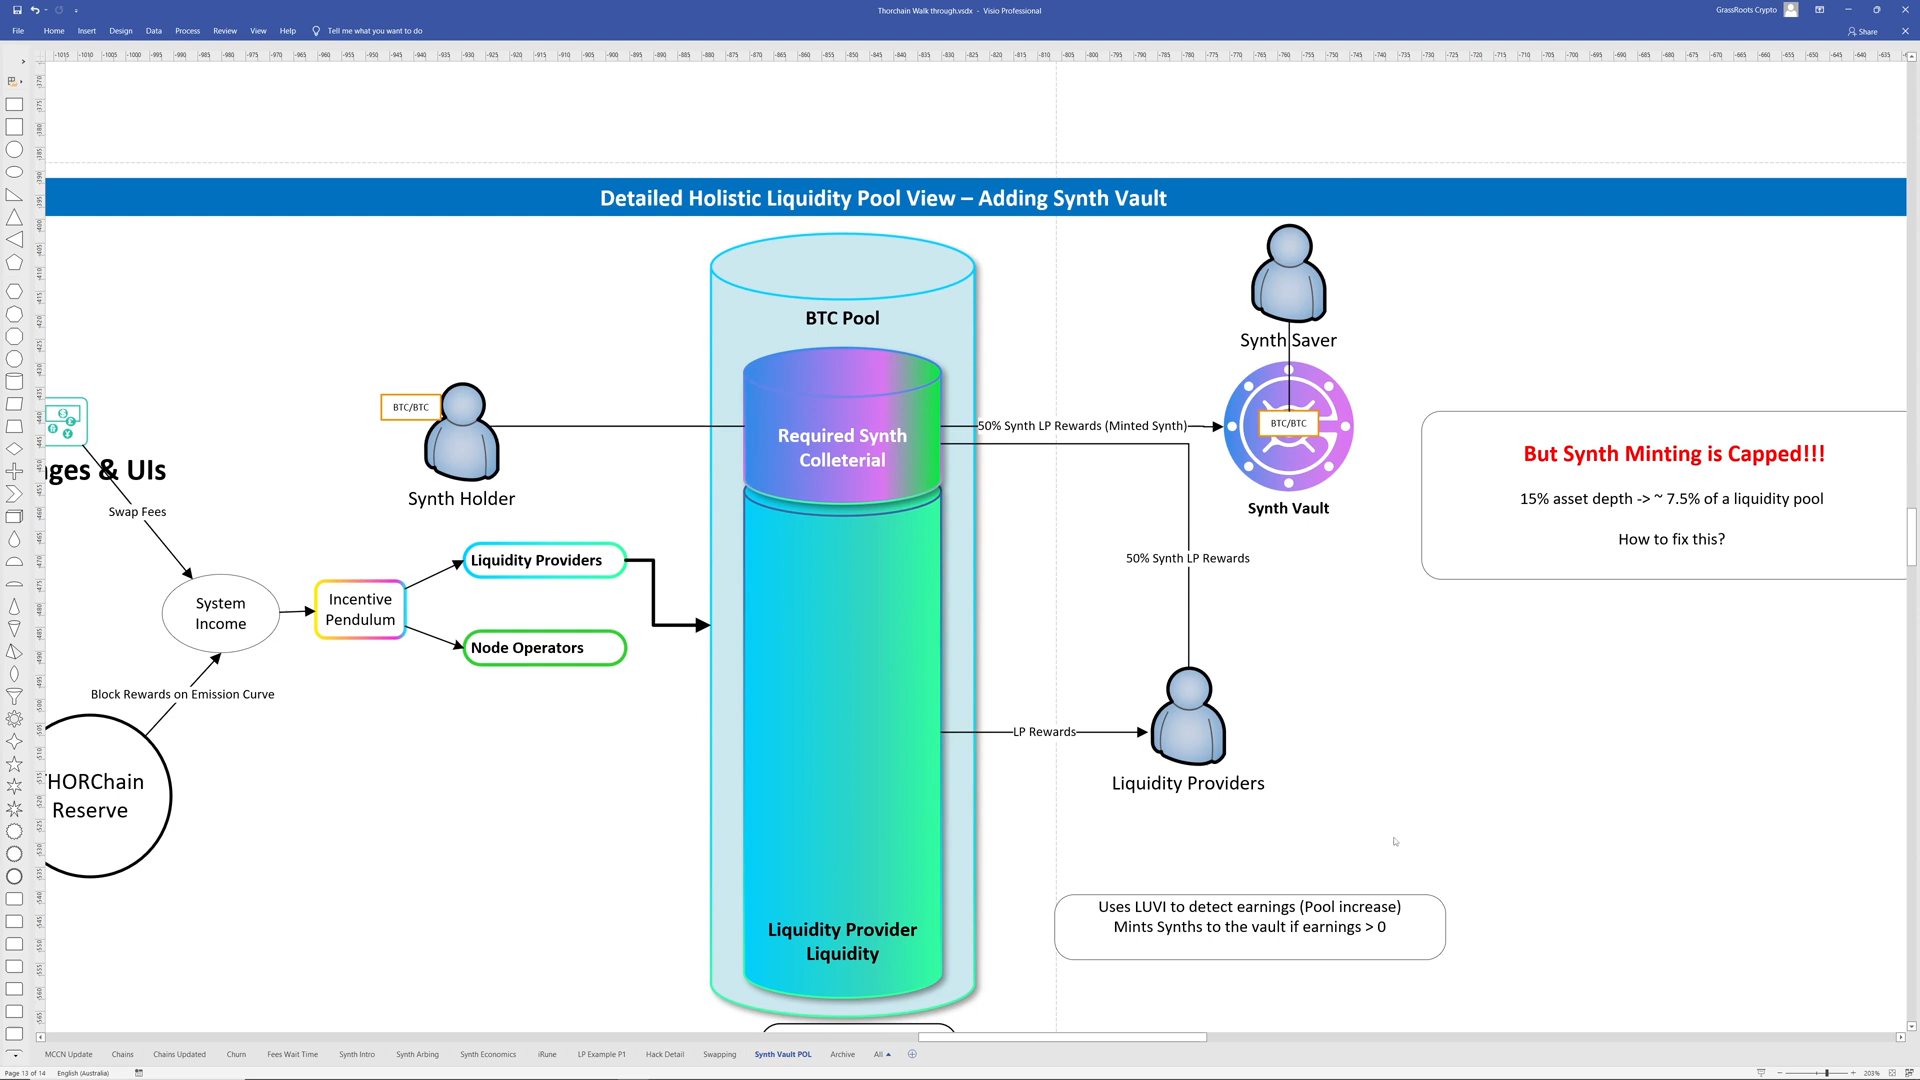 Thorchain Walk through.vsdx - Visio Professional
GrassRoots Crypto
File Home Insert Design Data Process Review View Help Tell me what you want to do
Share
Detailed Holistic Liquidity Pool View – Adding Synth Vault
BTC Pool
Synth Saver
BTC/BTC
Required Synth
Colleterial
50% Synth LP Rewards (Minted Synth)
BTC/BTC
Synth Holder
Synth Vault
But Synth Minting is Capped!!!
15% asset depth -> ~ 7.5% of a liquidity pool
How to fix this?
ges & UIs
Swap Fees
Liquidity Providers
50% Synth LP Rewards
System
Income
Incentive
Pendulum
Node Operators
Block Rewards on Emission Curve
LP Rewards
HORChain
Reserve
Liquidity Providers
Uses LUVI to detect earnings (Pool increase)
Mints Synths to the vault if earnings > 0
Liquidity Provider
Liquidity
MCCN Update Chains Chains Updated Churn Fees Wait Time Synth Intro Synth Arbing Synth Economics iRune LP Example P1 Hack Detail Swapping Synth Vault POL Archive All
Page 13 of 14 English (Australia)
203%